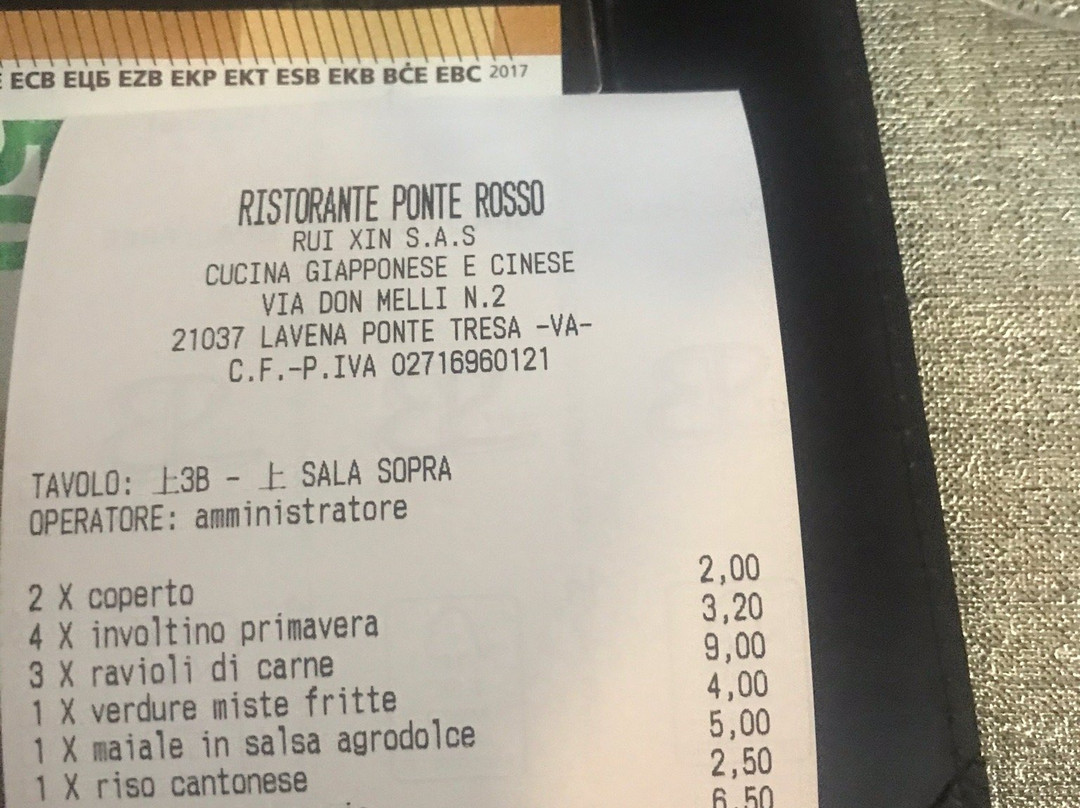 ECB ЕЦБ EZB EKP EKT ESB EKB BĊE EBC 2017
RISTORANTE PONTE ROSSO
RUI XIN S.A.S
CUCINA GIAPPONESE E CINESE
VIA DON MELLI N.2
21037 LAVENA PONTE TRESA -VA-
C.F.-P.IVA 02716960121
TAVOLO: 上3B - 上 SALA SOPRA
OPERATORE: amministratore
2 X coperto 2,00
4 X involtino primavera 3,20
3 X ravioli di carne 9,00
1 X verdure miste fritte 4,00
1 X maiale in salsa agrodolce 5,00
1 X riso cantonese 2,50
6,50